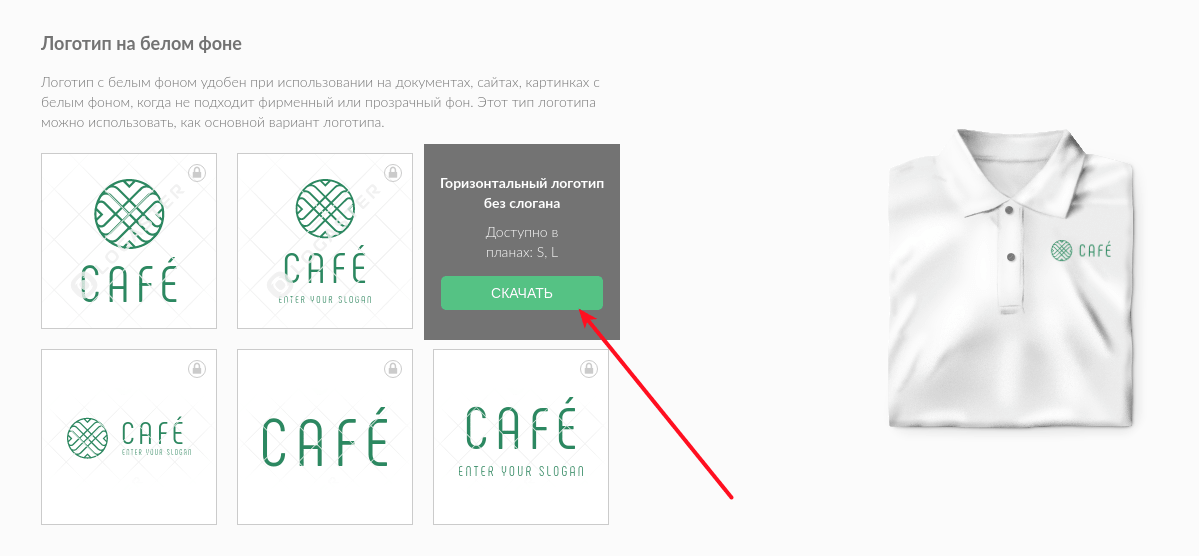 Логотип на белом фоне
Логотип с белым фоном удобен при использовании на документах, сайтах, картинках с
белым фоном, когда не подходит фирменный или прозрачный фон. Этот тип логотипа
можно использовать, как основной вариант логотипа.
CAFÉ
CAFÉ
ENTER YOUR SLOGAN
Горизонтальный логотип
без слогана
Доступно в
планах: S, L
СКАЧАТЬ
CAFÉ
ENTER YOUR SLOGAN
CAFÉ
CAFÉ
ENTER YOUR SLOGAN
CAFÉ